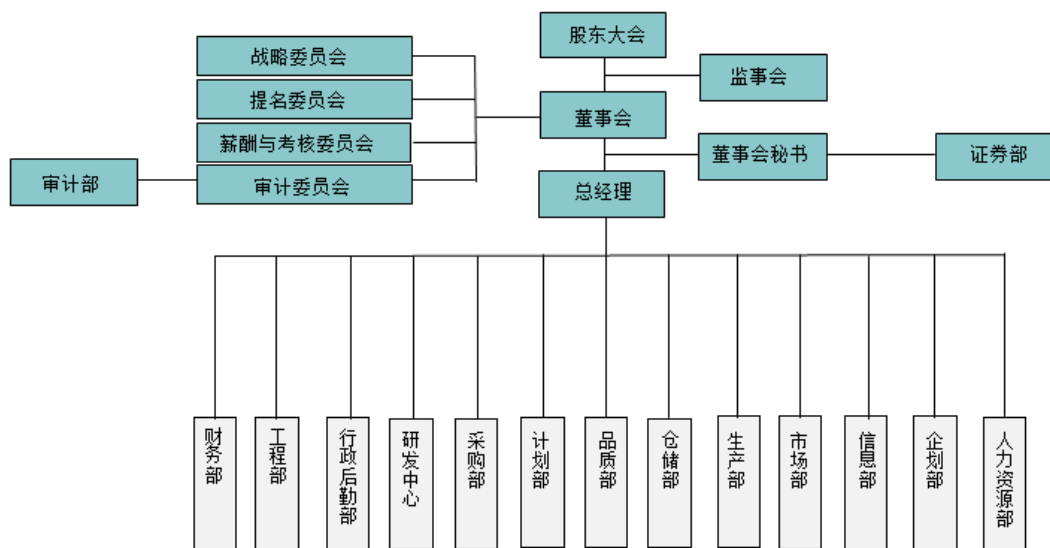 股东大会
战略委员会
监事会
提名委员会
董事会
薪酬与考核委员会
董事会秘书
证券部
审计部
审计委员会
总经理
财务部
工程部
行政后勤部
研发中心
采购部
计划部
品质部
仓储部
生产部
市场部
信息部
企划部
人力资源部